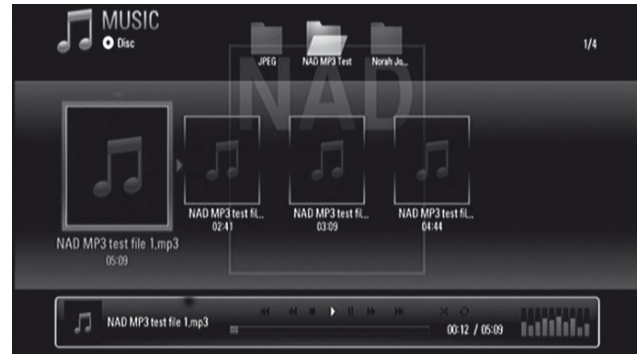 MUSIC
Disc
1/4
JPEG
NAD MP3 Test
Norah Jo...
NAD
NAD MP3 test file 1.mp3
05:09
NAD MP3 test fil...
02:41
NAD MP3 test fil...
03:09
NAD MP3 test fil...
04:44
NAD MP3 test file 1.mp3
00:12 / 05:09